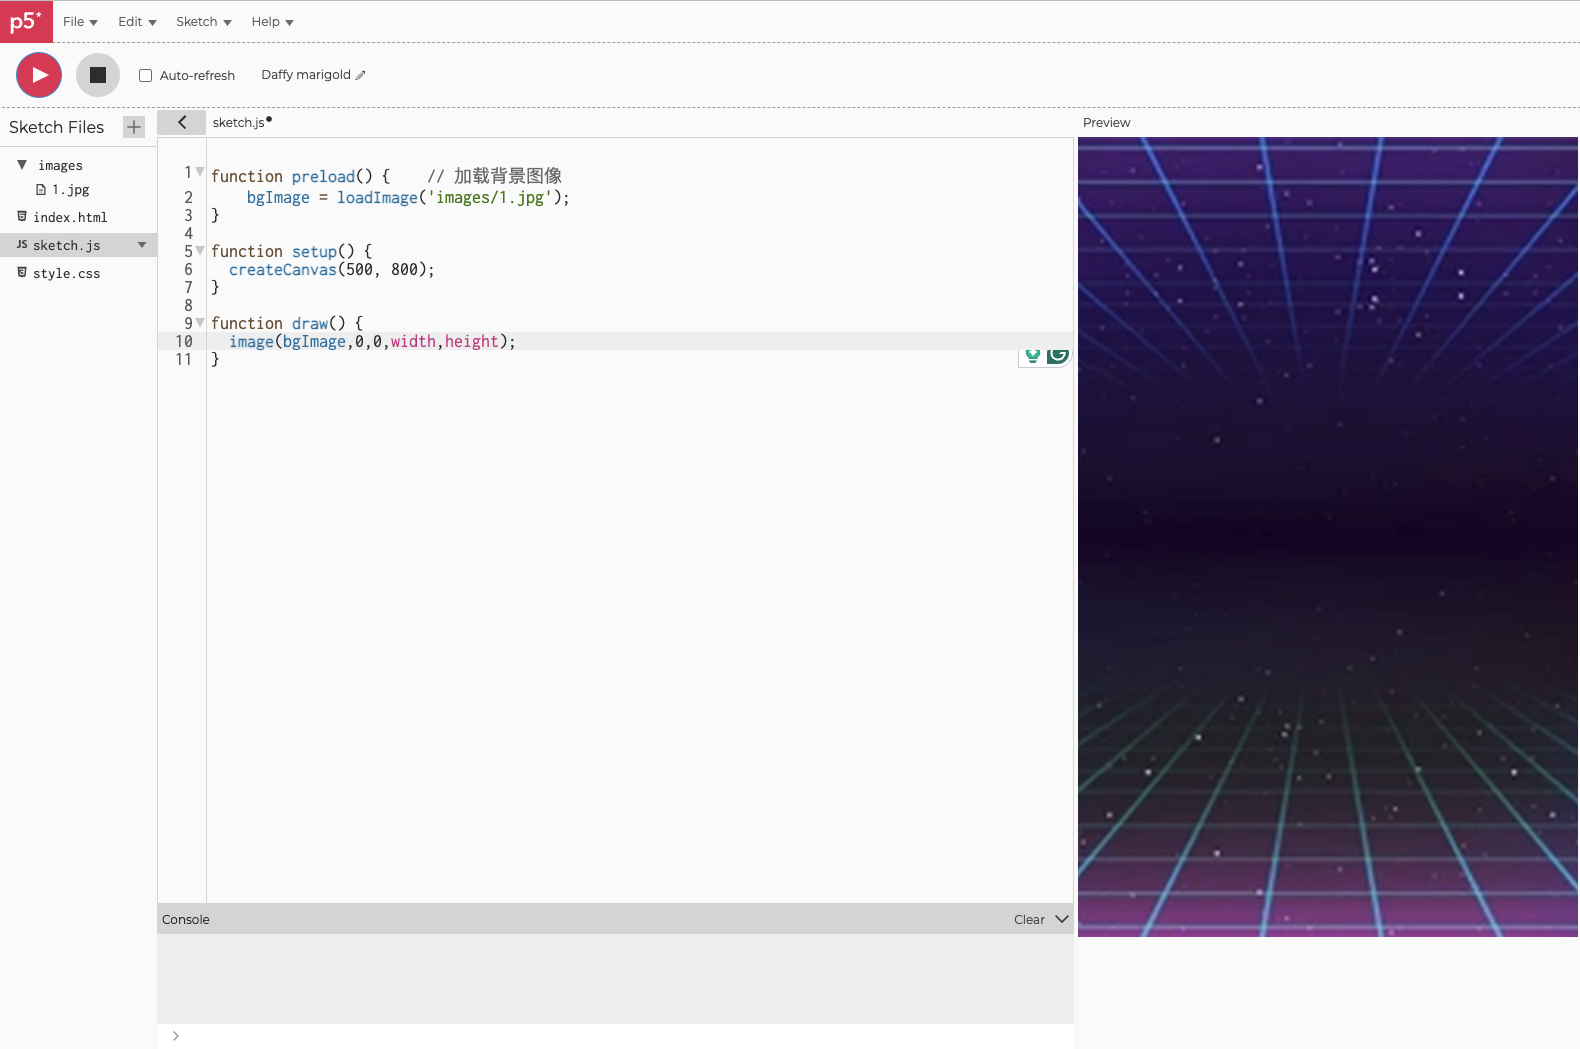 p5*
File Edit Sketch Help
Auto-refresh Daffy marigold
Sketch Files
images
1.jpg
index.html
JS sketch.js
style.css
sketch.js
1 function preload() { // 加载背景图像
2 bgImage = loadImage('images/1.jpg');
3 }
4
5 function setup() {
6 createCanvas(500, 800);
7 }
8
9 function draw() {
10 image(bgImage,0,0,width,height);
11 }
Console Clear
>
Preview